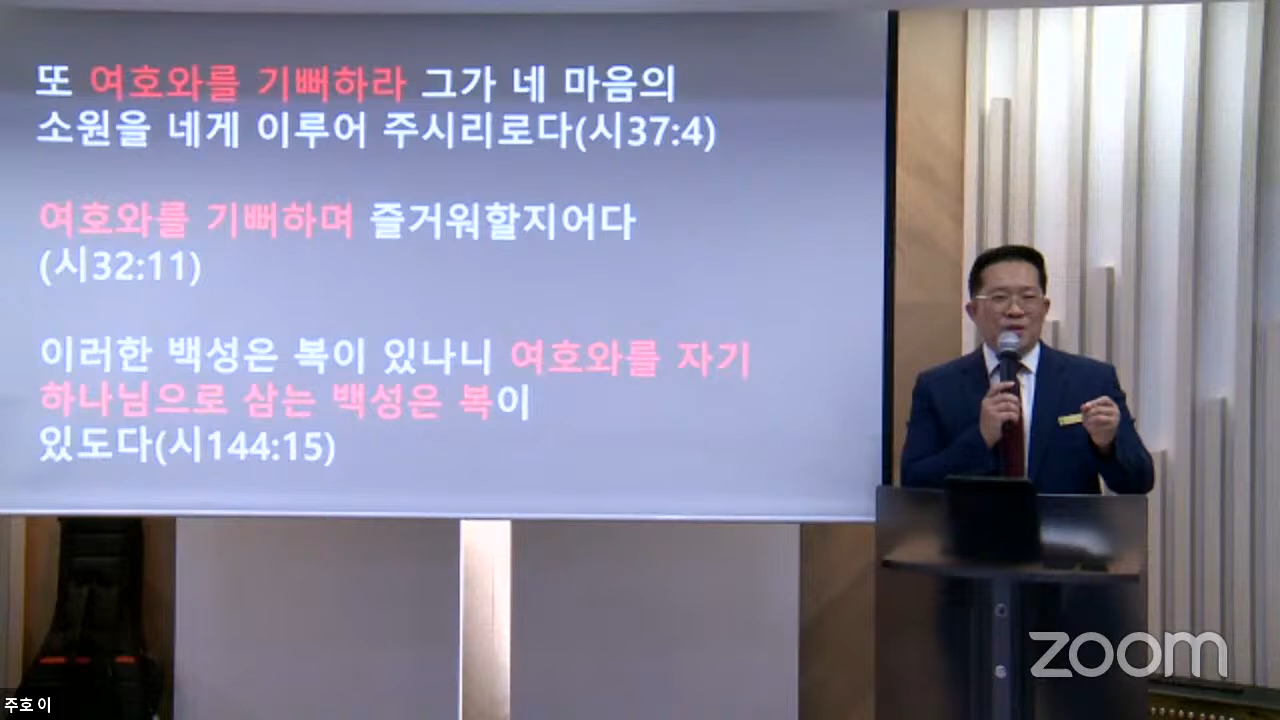 또 여호와를 기뻐하라 그가 네 마음의
소원을 네게 이루어 주시리로다(시37:4)
여호와를 기뻐하며 즐거워할지어다
(시32:11)
이러한 백성은 복이 있나니 여호와를 자기
하나님으로 삼는 백성은 복이
있도다(시144:15)
zoom
주호 이